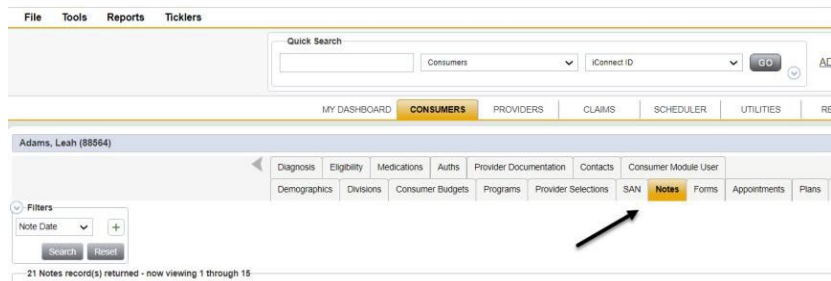 File Tools Reports Ticklers
Quick Search
Consumers iConnect ID GO
MY DASHBOARD CONSUMERS PROVIDERS CLAIMS SCHEDULER UTILITIES
Adams, Leah (88564)
Diagnosis Eligibility Medications Auths Provider Documentation Contacts Consumer Module User
Demographics Divisions Consumer Budgets Programs Provider Selections SAN Notes Forms Appointments Plans
Filters
Note Date +
Search Reset
21 Notes record(s) returned - now viewing 1 through 15